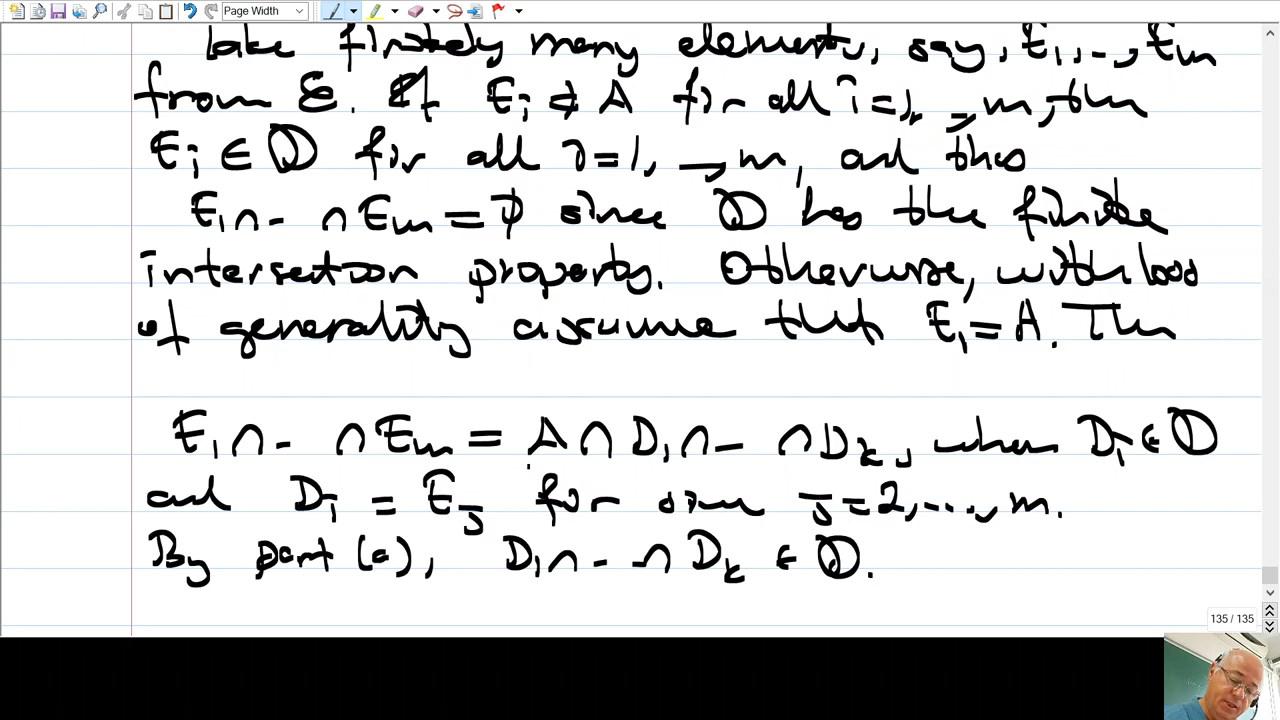 Page Width
Take finitely many elements, say, E₁, .., Eₘ
from ℰ. If Eᵢ ≠ A for all i=1, .., m, then
Eᵢ ∈ 𝔻 for all i=1, .., m, and thus
E₁∩ - ∩Eₘ = ∅ since 𝔻 has the finite
intersection property. Otherwise, with loss
of generality assume that E₁ = A. Then
E₁∩ - ∩Eₘ = A∩D₁∩ - ∩Dₖ, where Dᵢ ∈ 𝔻
and Dᵢ = Eⱼ for some j=2,...,m.
By part (a), D₁∩ - ∩Dₖ ∈ 𝔻.
135 / 135